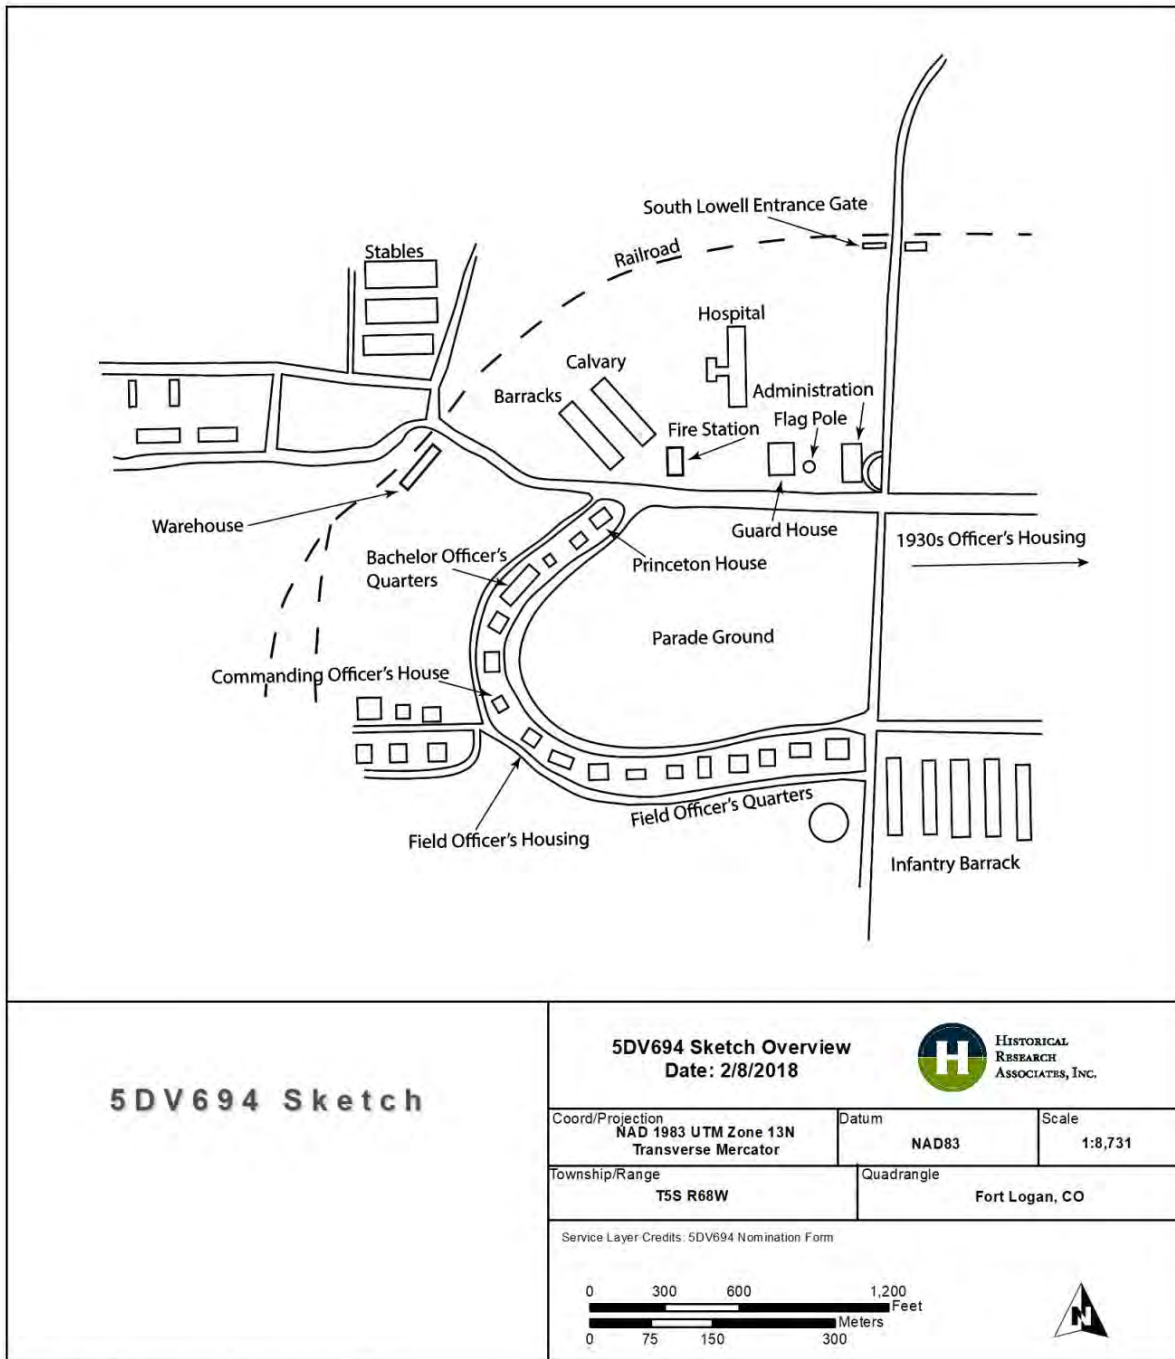 South Lowell Entrance Gate
Railroad
Stables
Hospital
Calvary
Barracks
Administration
Flag Pole
Fire Station
Warehouse
Guard House
1930s Officer's Housing
Bachelor Officer's
Quarters
Princeton House
Parade Ground
Commanding Officer's House
Field Officer's Quarters
Field Officer's Housing
Infantry Barrack
5DV694 Sketch
5DV694 Sketch Overview
Date: 2/8/2018
H
HISTORICAL
RESEARCH
ASSOCIATES, INC.
Coord/Projection
NAD 1983 UTM Zone 13N
Transverse Mercator
Datum
NAD83
Scale
1:8,731
Township/Range
T5S R68W
Quadrangle
Fort Logan, CO
Service Layer Credits: 5DV694 Nomination Form
0 300 600 1,200
Feet
Meters
0 75 150 300
N